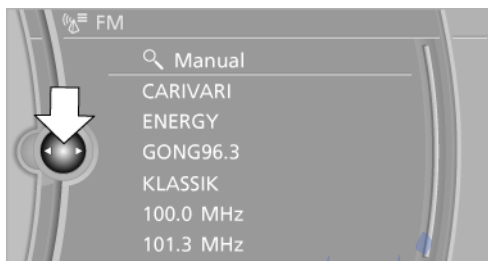 FM
Manual
CARIVARI
ENERGY
GONG96.3
KLASSIK
100.0 MHz
101.3 MHz